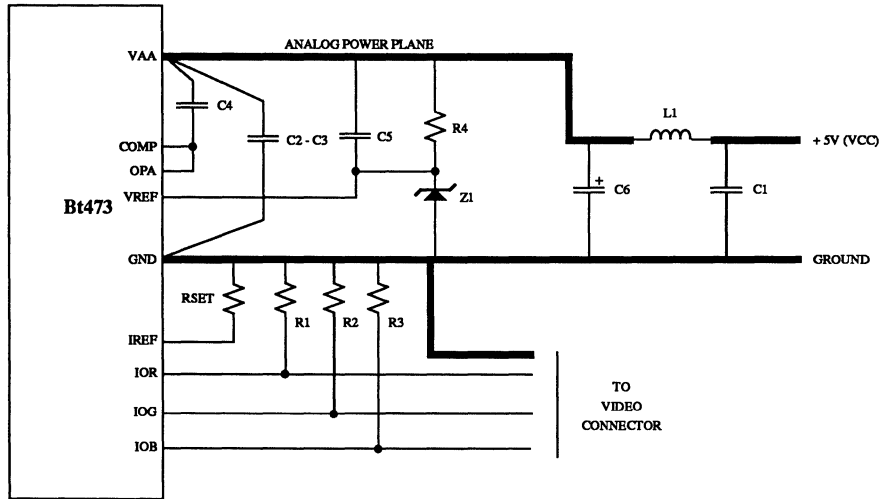 ANALOG POWER PLANE
VAA
C4
L1
R4
COMP
C2 - C3
C5
+ 5V (VCC)
OPA
+
C6
C1
VREF
Z1
Bt473
GND
GROUND
RSET
R1
R2
R3
IREF
IOR
TO
VIDEO
CONNECTOR
IOG
IOB